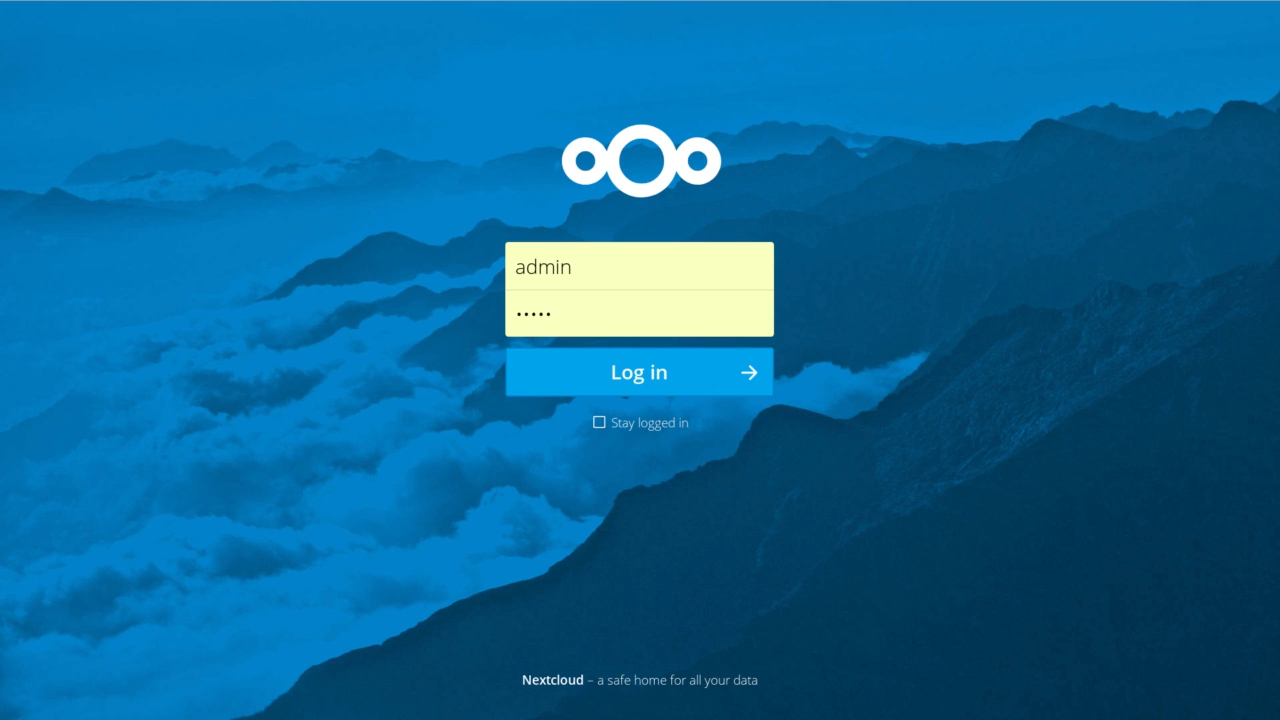 admin
•••••
Log in
Stay logged in
Nextcloud – a safe home for all your data